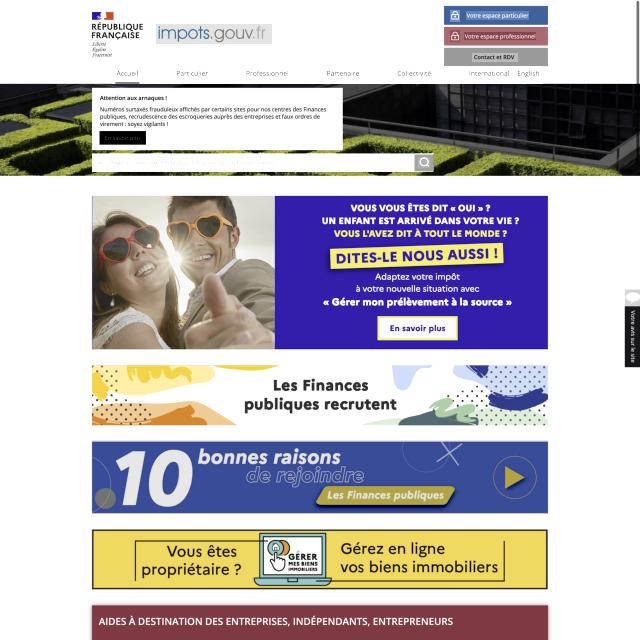 RÉPUBLIQUE
FRANÇAISE
Liberté
Égalité
Fraternité
impots.gouv.fr
Votre espace particulier
Votre espace professionnel
Contact et RDV
Accueil
Particulier
Professionnel
Partenaire
Collectivité
International
English
Attention aux arnaques !
Numéros surtaxés frauduleux affichés par certains sites pour nos centres des Finances
publiques, recrudescence des escroqueries auprès des entreprises et faux ordres de
virement : soyez vigilants !
En savoir plus
VOUS VOUS ÊTES DIT « OUI » ?
UN ENFANT EST ARRIVÉ DANS VOTRE VIE ?
VOUS L'AVEZ DIT À TOUT LE MONDE ?
DITES-LE NOUS AUSSI !
Adaptez votre impôt
à votre nouvelle situation avec
« Gérer mon prélèvement à la source »
En savoir plus
Votre avis sur le site
Les Finances
publiques recrutent
10 bonnes raisons
de rejoindre
Les Finances publiques
Vous êtes
propriétaire ?
GÉRER
MES BIENS
IMMOBILIERS
Gérez en ligne
vos biens immobiliers
AIDES À DESTINATION DES ENTREPRISES, INDÉPENDANTS, ENTREPRENEURS